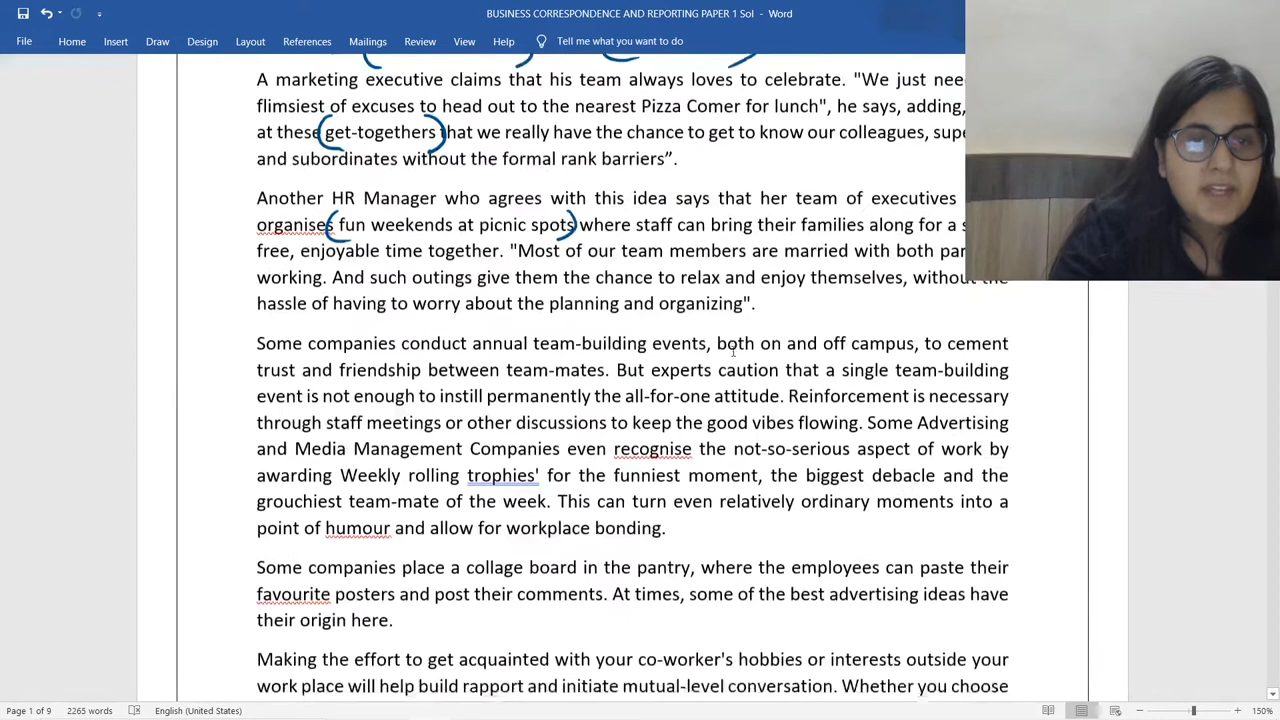 BUSINESS CORRESPONDENCE AND REPORTING PAPER 1 Sol - Word
File Home Insert Draw Design Layout References Mailings Review View Help Tell me what you want to do
A marketing executive claims that his team always loves to celebrate. "We just nee
flimsiest of excuses to head out to the nearest Pizza Comer for lunch", he says, adding,
at these get-togethers that we really have the chance to get to know our colleagues, supe
and subordinates without the formal rank barriers”.
Another HR Manager who agrees with this idea says that her team of executives
organises fun weekends at picnic spots where staff can bring their families along for a s
free, enjoyable time together. "Most of our team members are married with both par
working. And such outings give them the chance to relax and enjoy themselves, without the
hassle of having to worry about the planning and organizing".
Some companies conduct annual team-building events, both on and off campus, to cement
trust and friendship between team-mates. But experts caution that a single team-building
event is not enough to instill permanently the all-for-one attitude. Reinforcement is necessary
through staff meetings or other discussions to keep the good vibes flowing. Some Advertising
and Media Management Companies even recognise the not-so-serious aspect of work by
awarding Weekly rolling trophies' for the funniest moment, the biggest debacle and the
grouchiest team-mate of the week. This can turn even relatively ordinary moments into a
point of humour and allow for workplace bonding.
Some companies place a collage board in the pantry, where the employees can paste their
favourite posters and post their comments. At times, some of the best advertising ideas have
their origin here.
Making the effort to get acquainted with your co-worker's hobbies or interests outside your
work place will help build rapport and initiate mutual-level conversation. Whether you choose
Page 1 of 9 2265 words English (United States) 150%